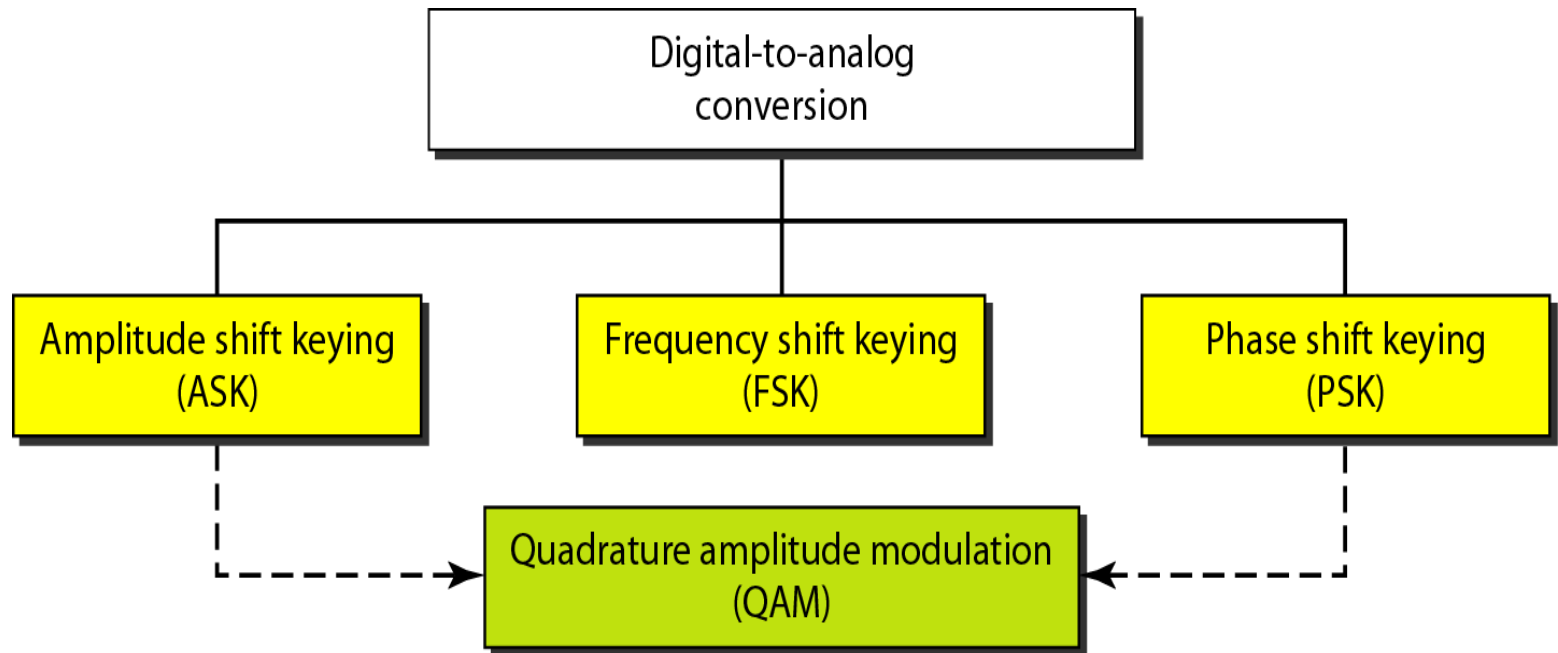 Digital-to-analog
conversion
Amplitude shift keying
(ASK)
Frequency shift keying
(FSK)
Phase shift keying
(PSK)
Quadrature amplitude modulation
(QAM)